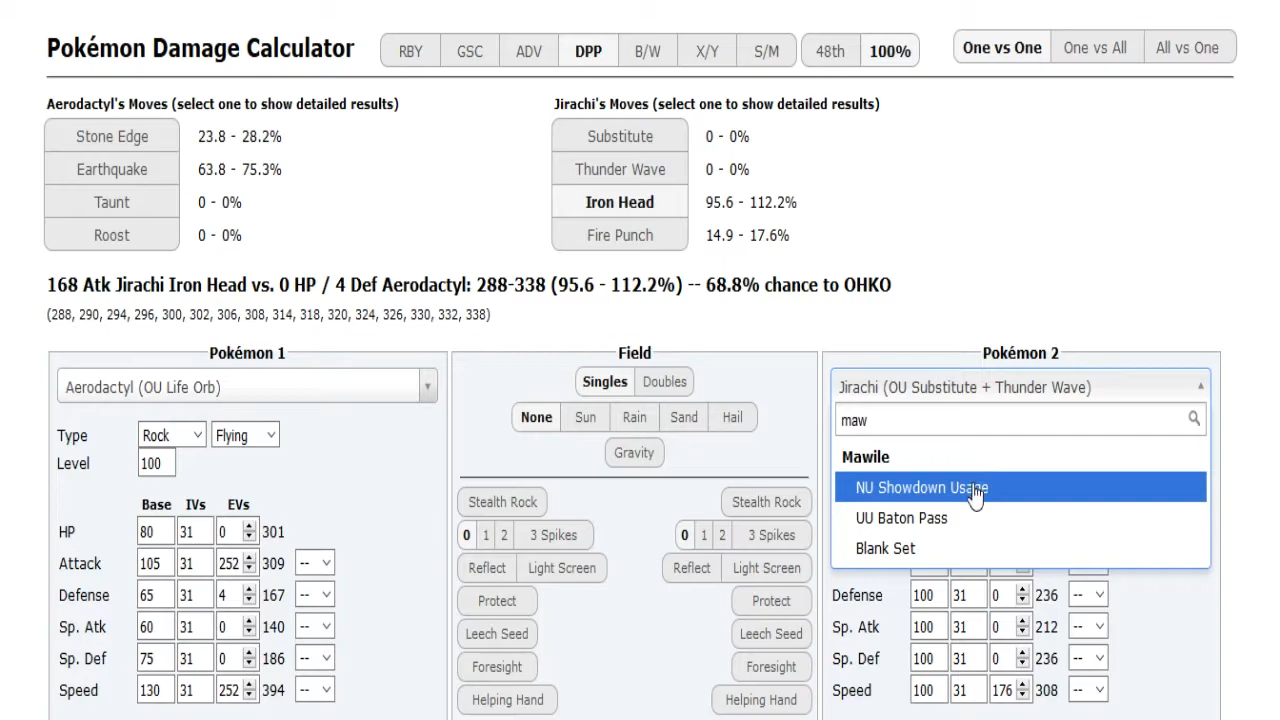 Pokémon Damage Calculator
RBY GSC ADV DPP B/W X/Y S/M 48th 100% One vs One One vs All All vs One
Aerodactyl's Moves (select one to show detailed results)
Stone Edge 23.8 - 28.2%
Earthquake 63.8 - 75.3%
Taunt 0 - 0%
Roost 0 - 0%
Jirachi's Moves (select one to show detailed results)
Substitute 0 - 0%
Thunder Wave 0 - 0%
Iron Head 95.6 - 112.2%
Fire Punch 14.9 - 17.6%
168 Atk Jirachi Iron Head vs. 0 HP / 4 Def Aerodactyl: 288-338 (95.6 - 112.2%) -- 68.8% chance to OHKO
(288, 290, 294, 296, 300, 302, 306, 308, 314, 318, 320, 324, 326, 330, 332, 338)
Pokémon 1
Aerodactyl (OU Life Orb)
Type Rock Flying
Level 100
Base IVs EVs
HP 80 31 0 301
Attack 105 31 252 309 --
Defense 65 31 4 167 --
Sp. Atk 60 31 0 140 --
Sp. Def 75 31 0 186 --
Speed 130 31 252 394 --
Field
Singles Doubles
None Sun Rain Sand Hail
Gravity
Stealth Rock Stealth Rock
0 1 2 3 Spikes 0 1 2 3 Spikes
Reflect Light Screen Reflect Light Screen
Protect Protect
Leech Seed Leech Seed
Foresight Foresight
Helping Hand Helping Hand
Pokémon 2
Jirachi (OU Substitute + Thunder Wave)
maw
Mawile
NU Showdown Usage
UU Baton Pass
Blank Set
Defense 100 31 0 236 --
Sp. Atk 100 31 0 212 --
Sp. Def 100 31 0 236 --
Speed 100 31 176 308 --